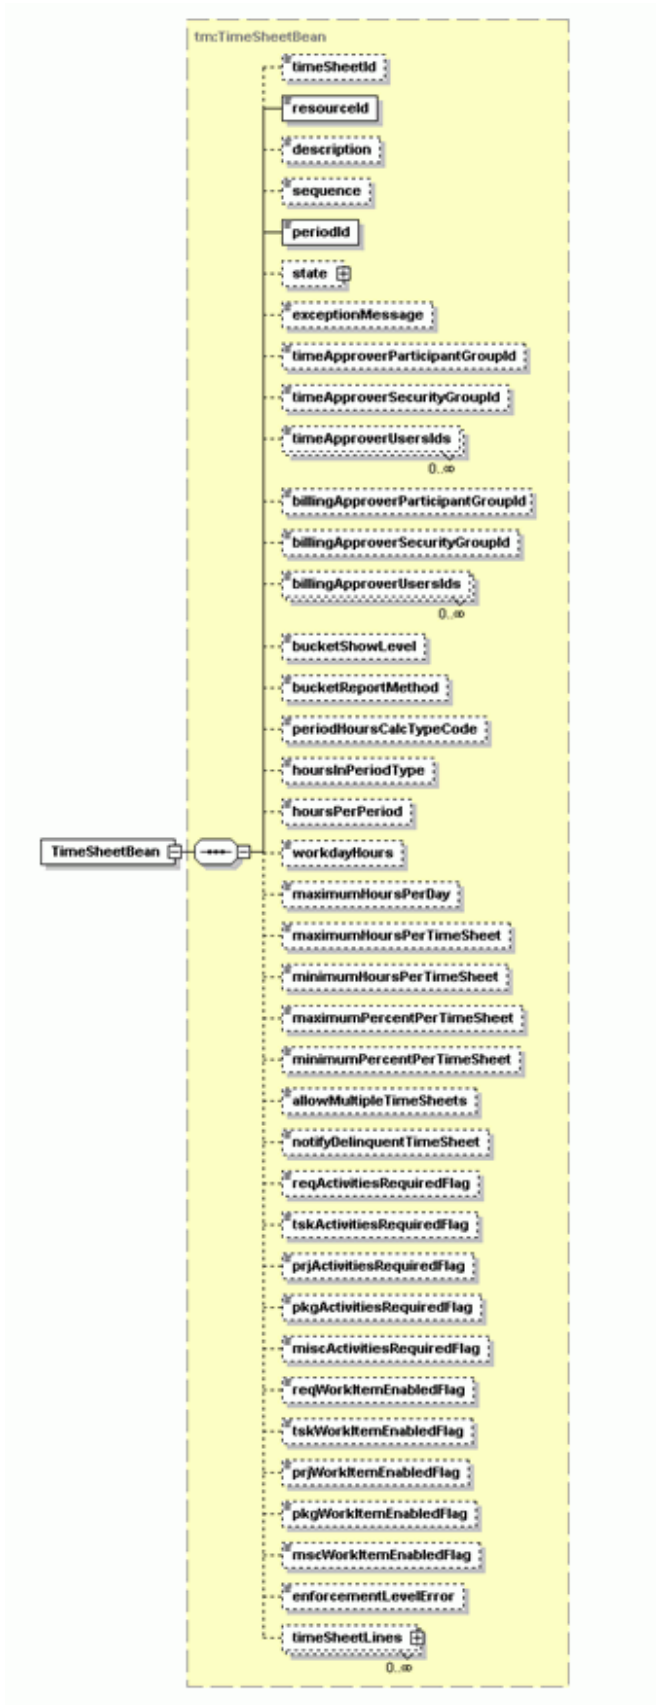 tm:TimeSheetBean
timeSheetId
resourceId
description
sequence
periodId
state
exceptionMessage
timeApproverParticipantGroupId
timeApproverSecurityGroupId
timeApproverUsersIds
0..∞
billingApproverParticipantGroupId
billingApproverSecurityGroupId
billingApproverUsersIds
0..∞
bucketShowLevel
bucketReportMethod
periodHoursCalcTypeCode
hoursInPeriodType
hoursPerPeriod
TimeSheetBean
workdayHours
maximumHoursPerDay
maximumHoursPerTimeSheet
minimumHoursPerTimeSheet
maximumPercentPerTimeSheet
minimumPercentPerTimeSheet
allowMultipleTimeSheets
notifyDelinquentTimeSheet
reqActivitiesRequiredFlag
tskActivitiesRequiredFlag
prjActivitiesRequiredFlag
pkgActivitiesRequiredFlag
miscActivitiesRequiredFlag
reqWorkItemEnabledFlag
tskWorkItemEnabledFlag
prjWorkItemEnabledFlag
pkgWorkItemEnabledFlag
mscWorkItemEnabledFlag
enforcementLevelError
timeSheetLines
0..∞